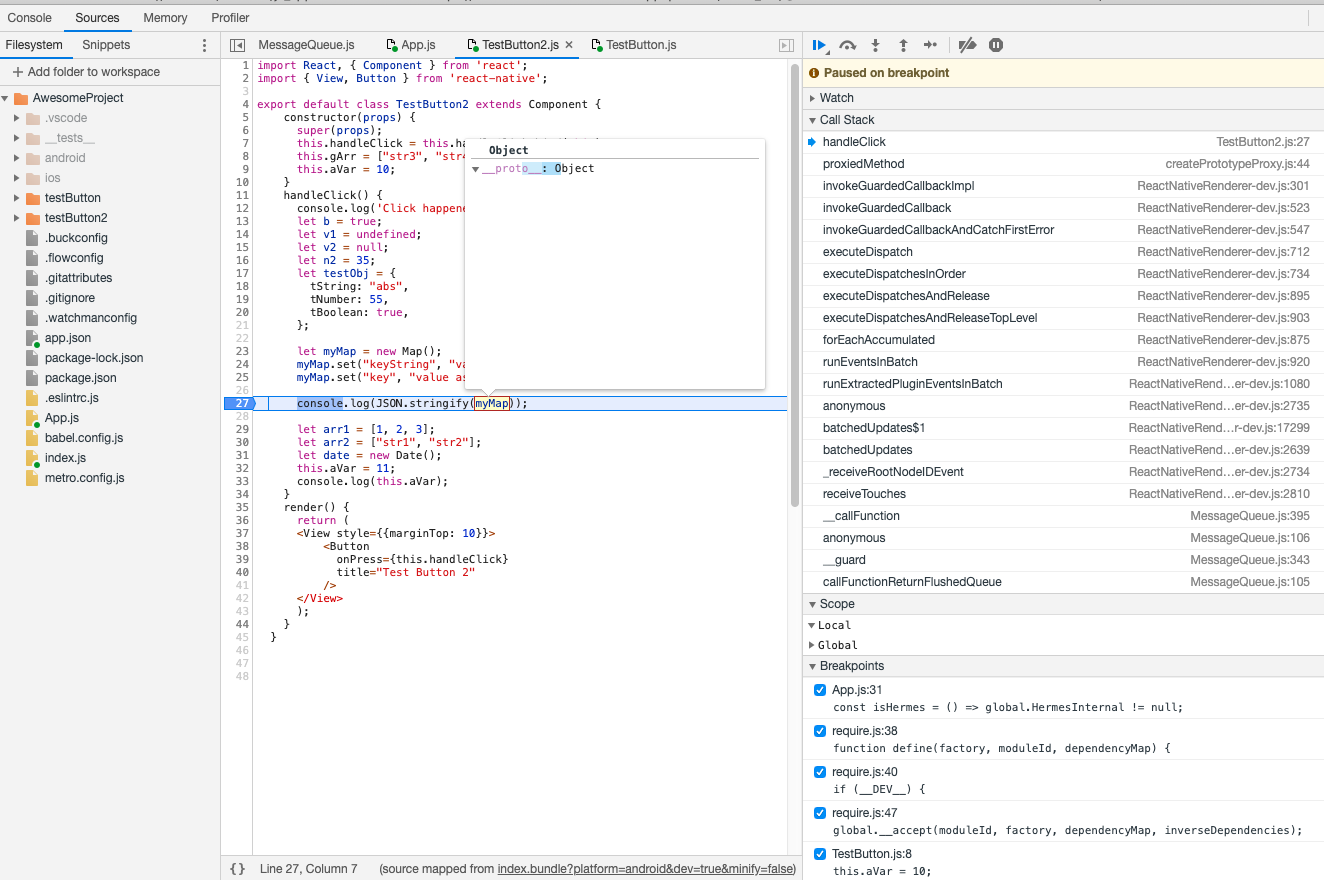 Console Sources Memory Profiler
Filesystem Snippets
MessageQueue.js App.js TestButton2.js × TestButton.js
+ Add folder to workspace
AwesomeProject
.vscode
__tests__
android
ios
testButton
testButton2
.buckconfig
.flowconfig
.gitattributes
.gitignore
.watchmanconfig
app.json
package-lock.json
package.json
.eslintrc.js
App.js
babel.config.js
index.js
metro.config.js
1 import React, { Component } from 'react';
2 import { View, Button } from 'react-native';
3
4 export default class TestButton2 extends Component {
5 constructor(props) {
6 super(props);
7 this.handleClick = this.ha
8 this.gArr = ["str3", "str4
9 this.aVar = 10;
10 }
11 handleClick() {
12 console.log('Click happene
13 let b = true;
14 let v1 = undefined;
15 let v2 = null;
16 let n2 = 35;
17 let testObj = {
18 tString: "abs",
19 tNumber: 55,
20 tBoolean: true,
21 };
22
23 let myMap = new Map();
24 myMap.set("keyString", "va
25 myMap.set("key", "value as
26
27 console.log(JSON.stringify(myMap));
28
29 let arr1 = [1, 2, 3];
30 let arr2 = ["str1", "str2"];
31 let date = new Date();
32 this.aVar = 11;
33 console.log(this.aVar);
34 }
35 render() {
36 return (
37 <View style={{marginTop: 10}}>
38 <Button
39 onPress={this.handleClick}
40 title="Test Button 2"
41 />
42 </View>
43 );
44 }
45 }
46
47
48
Object
__proto__: Object
{} Line 27, Column 7 (source mapped from index.bundle?platform=android&dev=true&minify=false)
Paused on breakpoint
Watch
Call Stack
handleClick TestButton2.js:27
proxiedMethod createPrototypeProxy.js:44
invokeGuardedCallbackImpl ReactNativeRenderer-dev.js:301
invokeGuardedCallback ReactNativeRenderer-dev.js:523
invokeGuardedCallbackAndCatchFirstError ReactNativeRenderer-dev.js:547
executeDispatch ReactNativeRenderer-dev.js:712
executeDispatchesInOrder ReactNativeRenderer-dev.js:734
executeDispatchesAndRelease ReactNativeRenderer-dev.js:895
executeDispatchesAndReleaseTopLevel ReactNativeRenderer-dev.js:903
forEachAccumulated ReactNativeRenderer-dev.js:875
runEventsInBatch ReactNativeRenderer-dev.js:920
runExtractedPluginEventsInBatch ReactNativeRenderer-dev.js:1080
anonymous ReactNativeRend…er-dev.js:2735
batchedUpdates$1 ReactNativeRend…r-dev.js:17299
batchedUpdates ReactNativeRend…er-dev.js:2639
_receiveRootNodeIDEvent ReactNativeRend…er-dev.js:2734
receiveTouches ReactNativeRend…er-dev.js:2810
__callFunction MessageQueue.js:395
anonymous MessageQueue.js:106
__guard MessageQueue.js:343
callFunctionReturnFlushedQueue MessageQueue.js:105
Scope
Local
Global
Breakpoints
App.js:31
const isHermes = () => global.HermesInternal != null;
require.js:38
function define(factory, moduleId, dependencyMap) {
require.js:40
if (__DEV__) {
require.js:47
global.__accept(moduleId, factory, dependencyMap, inverseDependencies);
TestButton.js:8
this.aVar = 10;